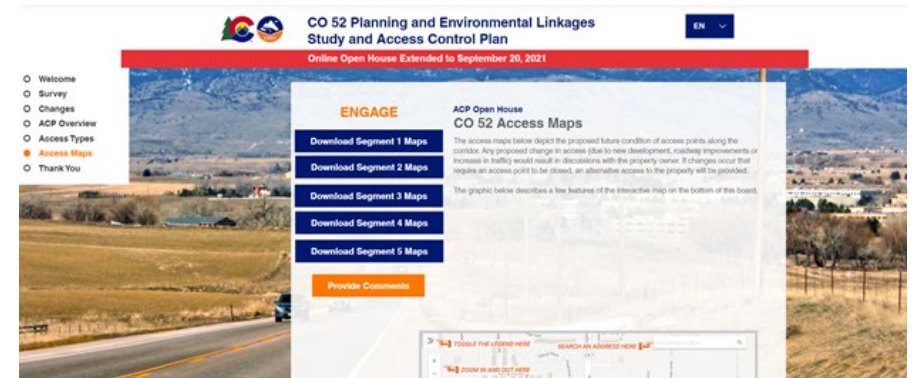 CO 52 Planning and Environmental Linkages
Study and Access Control Plan
EN
Online Open House Extended to September 20, 2021
Welcome
Survey
Changes
ACP Overview
Access Types
Access Maps
Thank You
ENGAGE
Download Segment 1 Maps
Download Segment 2 Maps
Download Segment 3 Maps
Download Segment 4 Maps
Download Segment 5 Maps
Provide Comments
ACP Open House
CO 52 Access Maps
The access maps below depict the proposed future condition of access points along the
corridor. Any proposed change in access (due to new development, roadway improvements or
increase in traffic) would result in discussions with the property owner. If changes occur that
require an access point to be closed, an alternative access to the property will be provided.
The graphic below describes a few features of the interactive map on the bottom of this board.
TOGGLE THE LEGEND HERE
SEARCH AN ADDRESS HERE
ZOOM IN AND OUT HERE